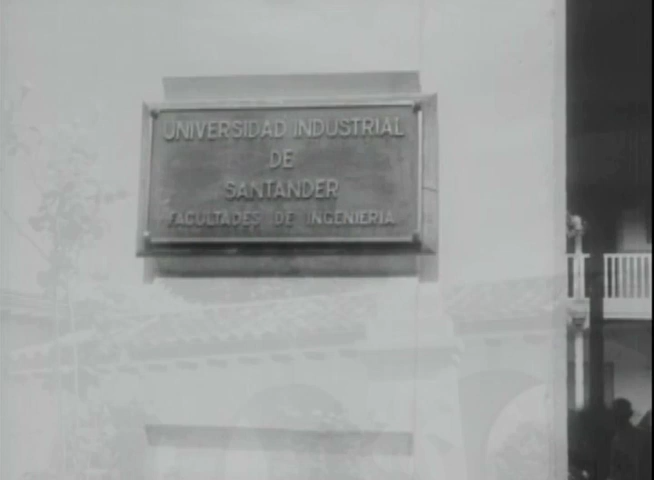 UNIVERSIDAD INDUSTRIAL
DE
SANTANDER
FACULTADES DE INGENIERIA